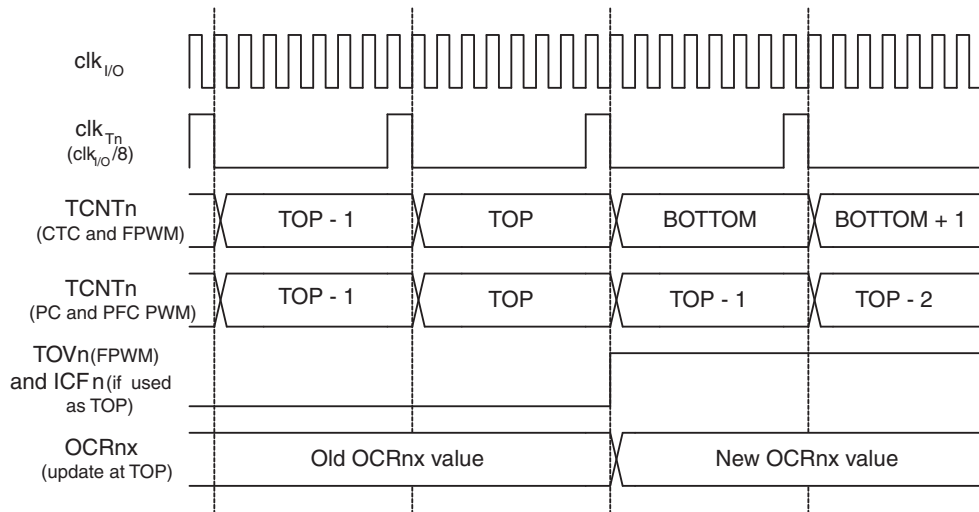 clkI/O
clkTn
(clkI/O/8)
TCNTn
(CTC and FPWM)
TOP - 1
TOP
BOTTOM
BOTTOM + 1
TCNTn
(PC and PFC PWM)
TOP - 1
TOP
TOP - 1
TOP - 2
TOVn(FPWM)
and ICFn(if used
as TOP)
OCRnx
(update at TOP)
Old OCRnx value
New OCRnx value